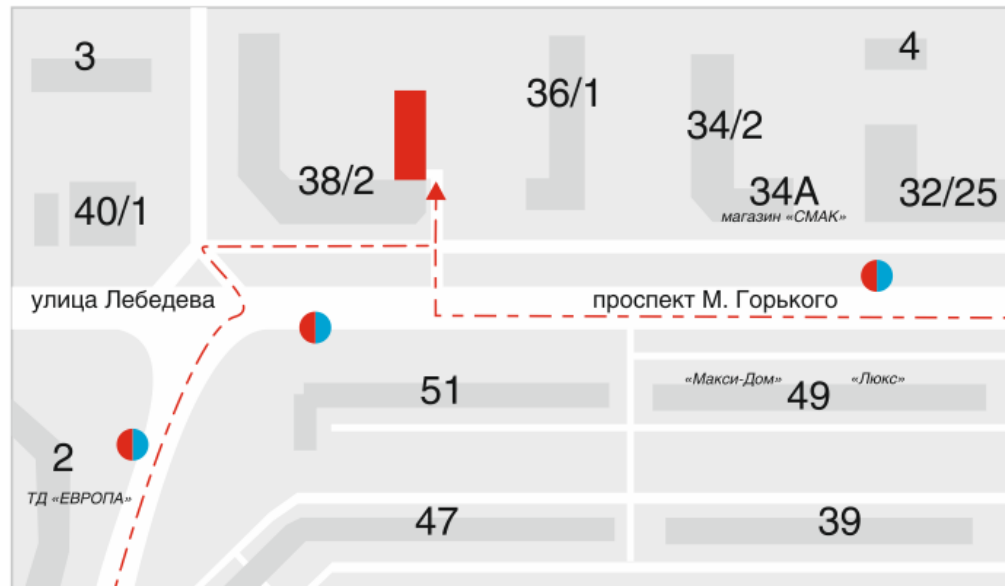 3
4
36/1
34/2
38/2
34А
32/25
40/1
магазин «СМАК»
улица Лебедева
проспект М. Горького
«Макси-Дом»
«Люкс»
51
49
2
ТД «ЕВРОПА»
47
39